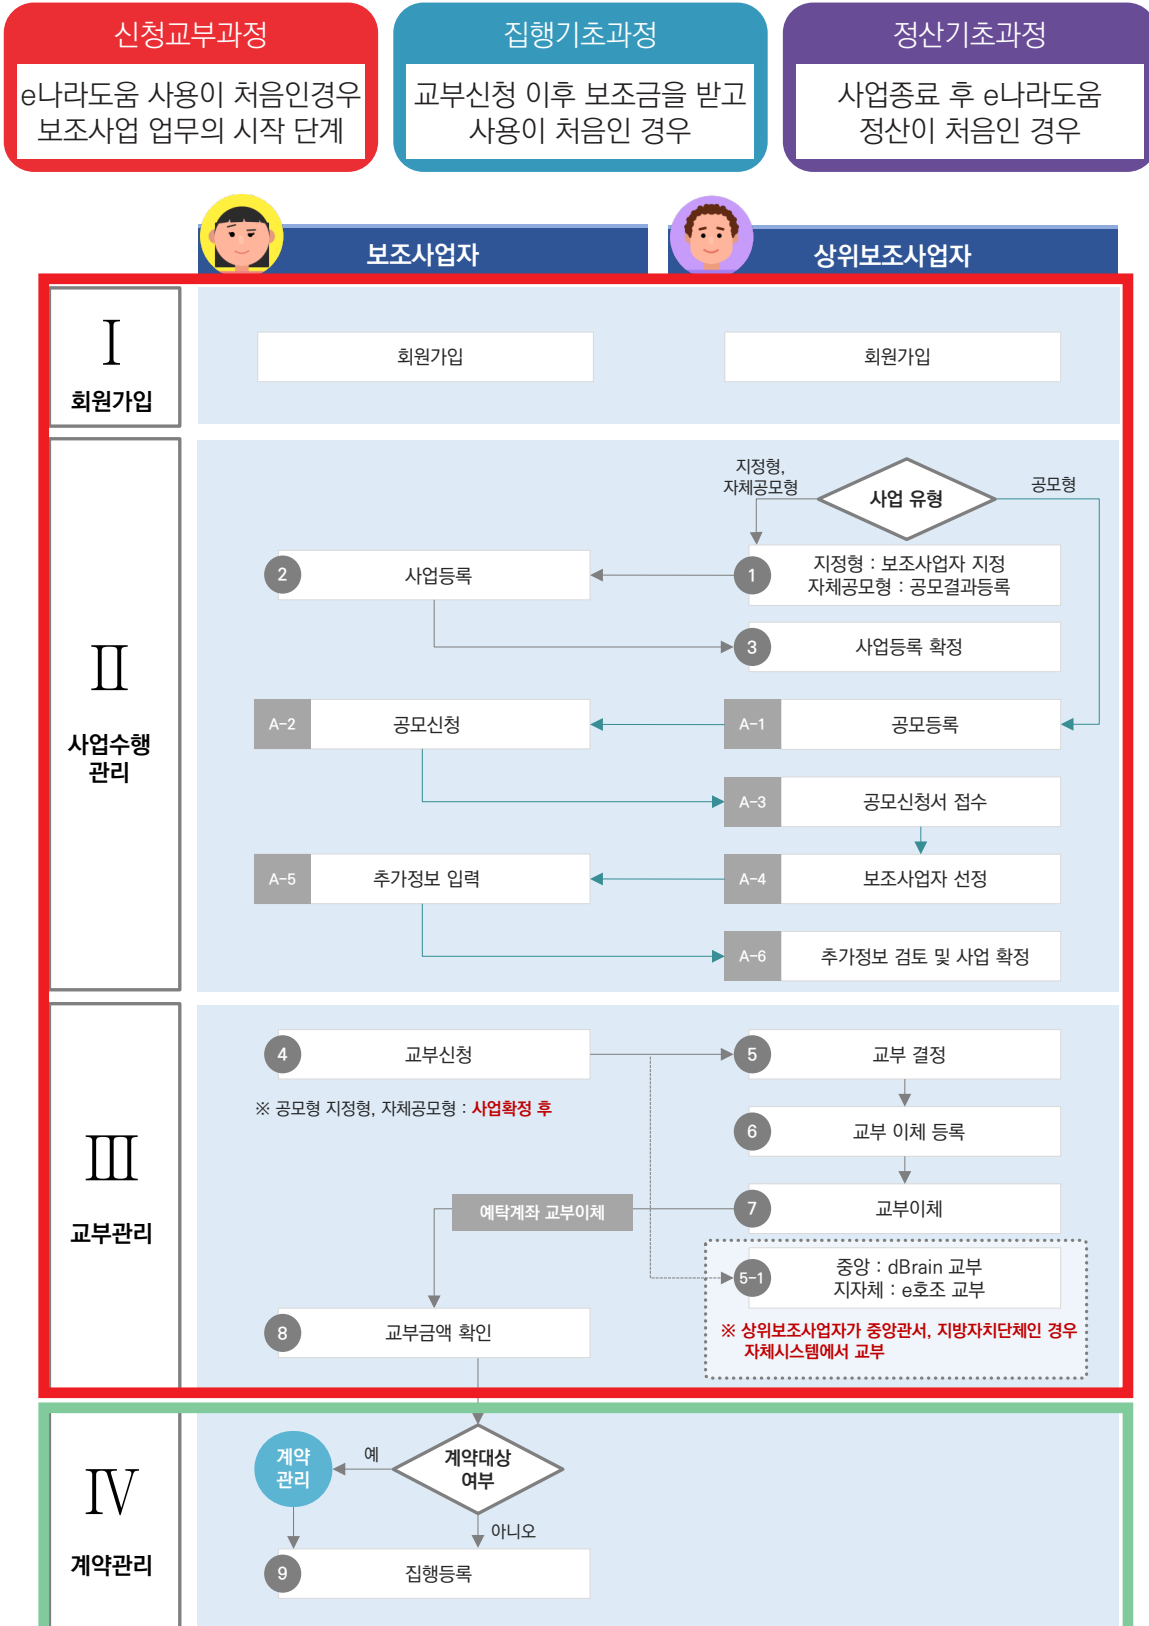 신청교부과정
e나라도움 사용이 처음인경우
보조사업 업무의 시작 단계
집행기초과정
교부신청 이후 보조금을 받고
사용이 처음인 경우
정산기초과정
사업종료 후 e나라도움
정산이 처음인 경우
보조사업자
상위보조사업자
Ⅰ
회원가입
회원가입
회원가입
Ⅱ
사업수행
관리
지정형,
자체공모형
사업 유형
공모형
2
사업등록
1
지정형 : 보조사업자 지정
자체공모형 : 공모결과등록
3
사업등록 확정
A-2
공모신청
A-1
공모등록
A-3
공모신청서 접수
A-5
추가정보 입력
A-4
보조사업자 선정
A-6
추가정보 검토 및 사업 확정
Ⅲ
교부관리
4
교부신청
5
교부 결정
※ 공모형 지정형, 자체공모형 : 사업확정 후
6
교부 이체 등록
예탁계좌 교부이체
7
교부이체
5-1
중앙 : dBrain 교부
지자체 : e호조 교부
※ 상위보조사업자가 중앙관서, 지방자치단체인 경우
자체시스템에서 교부
8
교부금액 확인
Ⅳ
계약관리
계약
관리
예
계약대상
여부
아니오
9
집행등록